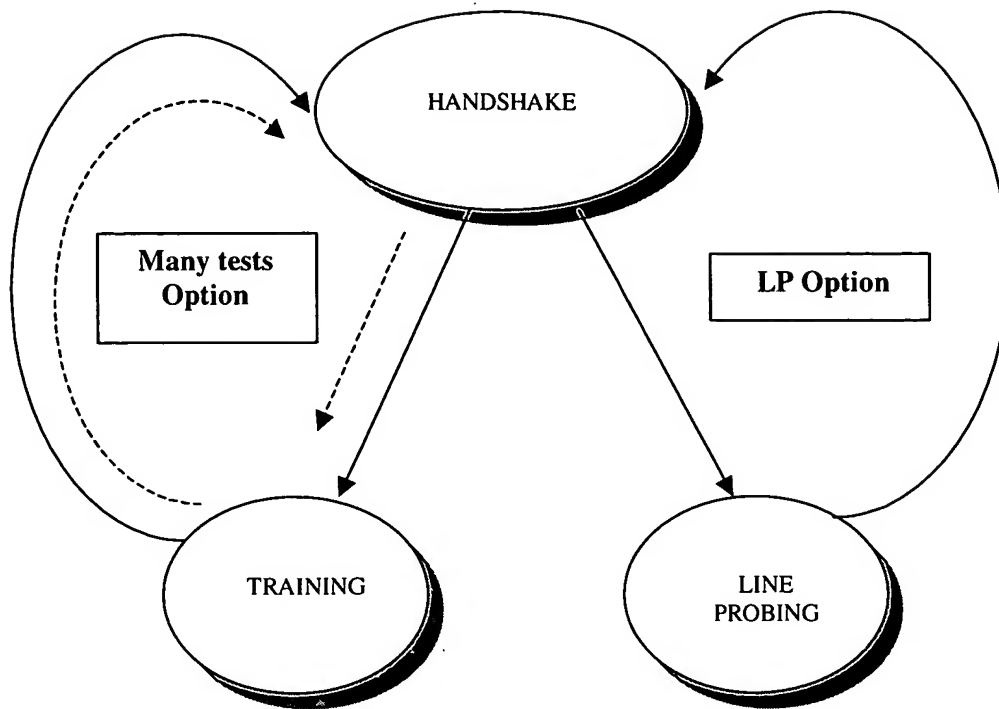 HANDSHAKE
Many tests
Option
LP Option
TRAINING
LINE
PROBING